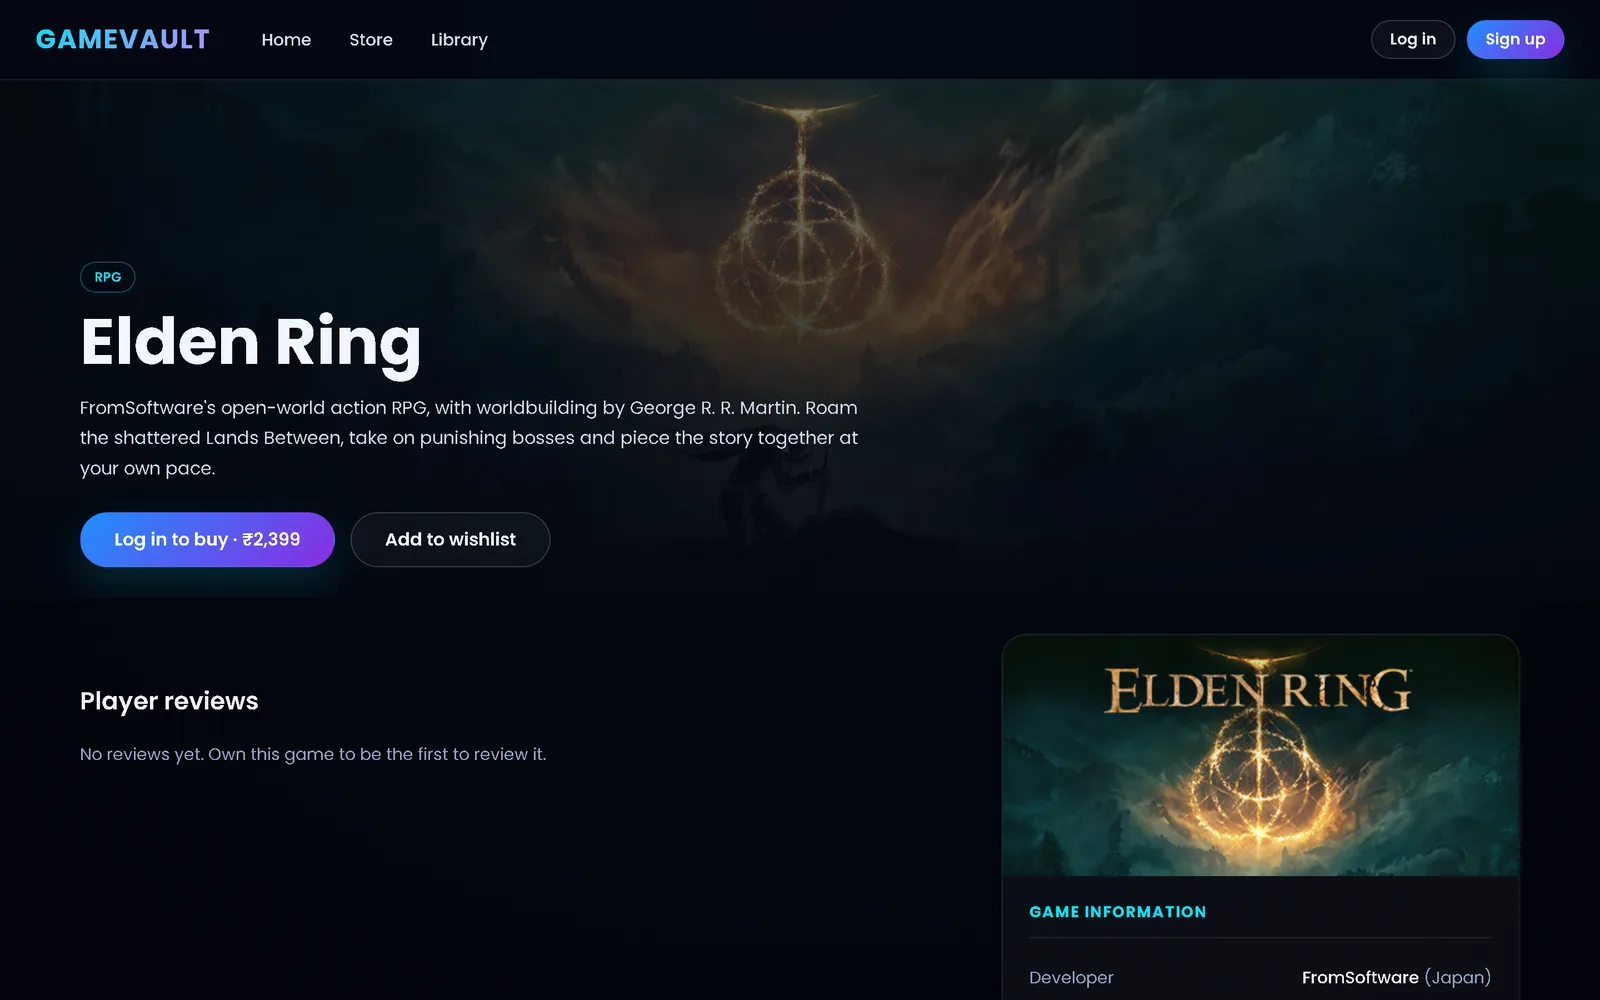 GAMEVAULT
Home
Store
Library
Log in
Sign up
RPG
Elden Ring
FromSoftware's open-world action RPG, with worldbuilding by George R. R. Martin. Roam
the shattered Lands Between, take on punishing bosses and piece the story together at
your own pace.
Log in to buy · ₹2,399
Add to wishlist
Player reviews
No reviews yet. Own this game to be the first to review it.
ELDEN RING
GAME INFORMATION
Developer
FromSoftware (Japan)